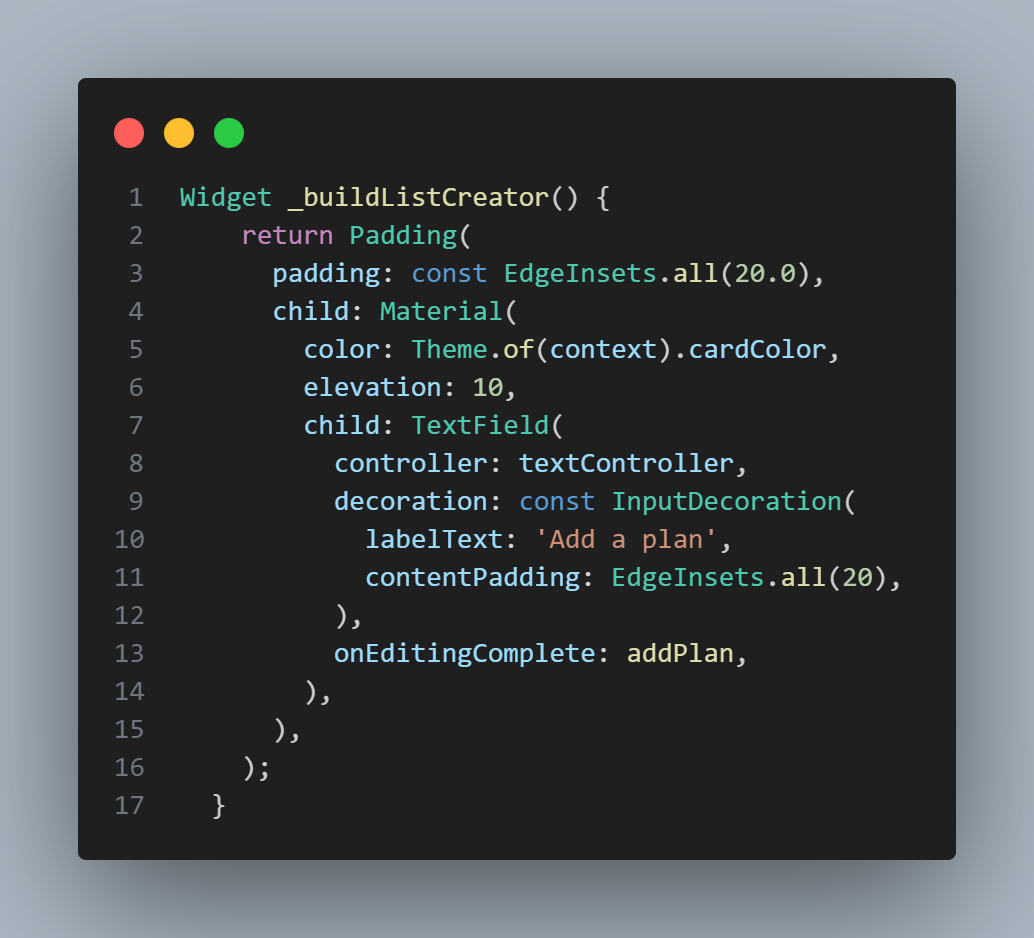 1 Widget _buildListCreator() {
2     return Padding(
3       padding: const EdgeInsets.all(20.0),
4       child: Material(
5         color: Theme.of(context).cardColor,
6         elevation: 10,
7         child: TextField(
8           controller: textController,
9           decoration: const InputDecoration(
10             labelText: 'Add a plan',
11             contentPadding: EdgeInsets.all(20),
12           ),
13           onEditingComplete: addPlan,
14         ),
15       ),
16     );
17   }